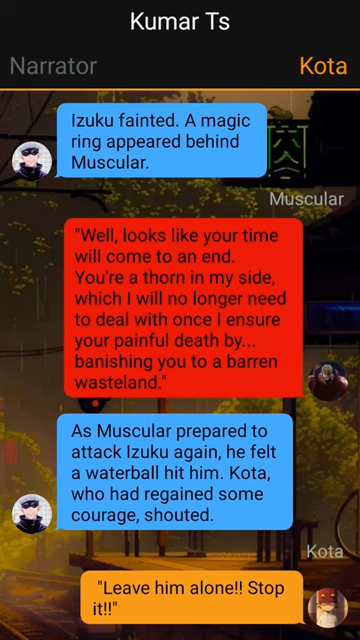 Kumar Ts
Narrator
Kota
Izuku fainted. A magic
ring appeared behind
Muscular.
Muscular
"Well, looks like your time
will come to an end.
You're a thorn in my side,
which I will no longer need
to deal with once I ensure
your painful death by...
banishing you to a barren
wasteland."
As Muscular prepared to
attack Izuku again, he felt
a waterball hit him. Kota,
who had regained some
courage, shouted.
Kota
"Leave him alone!! Stop
it!!"